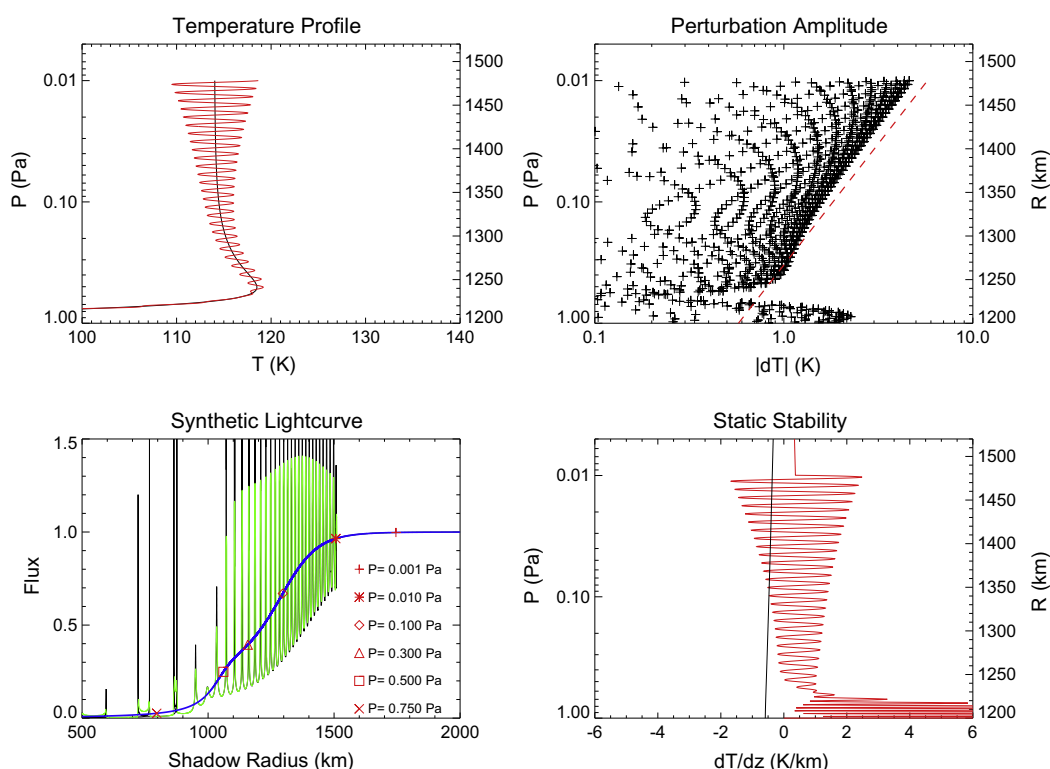 Temperature Profile
0.01
0.10
1.00
P (Pa)
1500
1450
1400
1350
1300
1250
1200
100
110
120
130
140
T (K)
Perturbation Amplitude
0.01
0.10
1.00
P (Pa)
1500
1450
1400
1350
1300
1250
1200
R (km)
0.1
1.0
10.0
|dT| (K)
Synthetic Lightcurve
1.5
1.0
0.5
0.0
Flux
P= 0.001 Pa
P= 0.010 Pa
P= 0.100 Pa
P= 0.300 Pa
P= 0.500 Pa
P= 0.750 Pa
500
1000
1500
2000
Shadow Radius (km)
Static Stability
0.01
0.10
1.00
P (Pa)
1500
1450
1400
1350
1300
1250
1200
R (km)
-6
-4
-2
0
2
4
6
dT/dz (K/km)